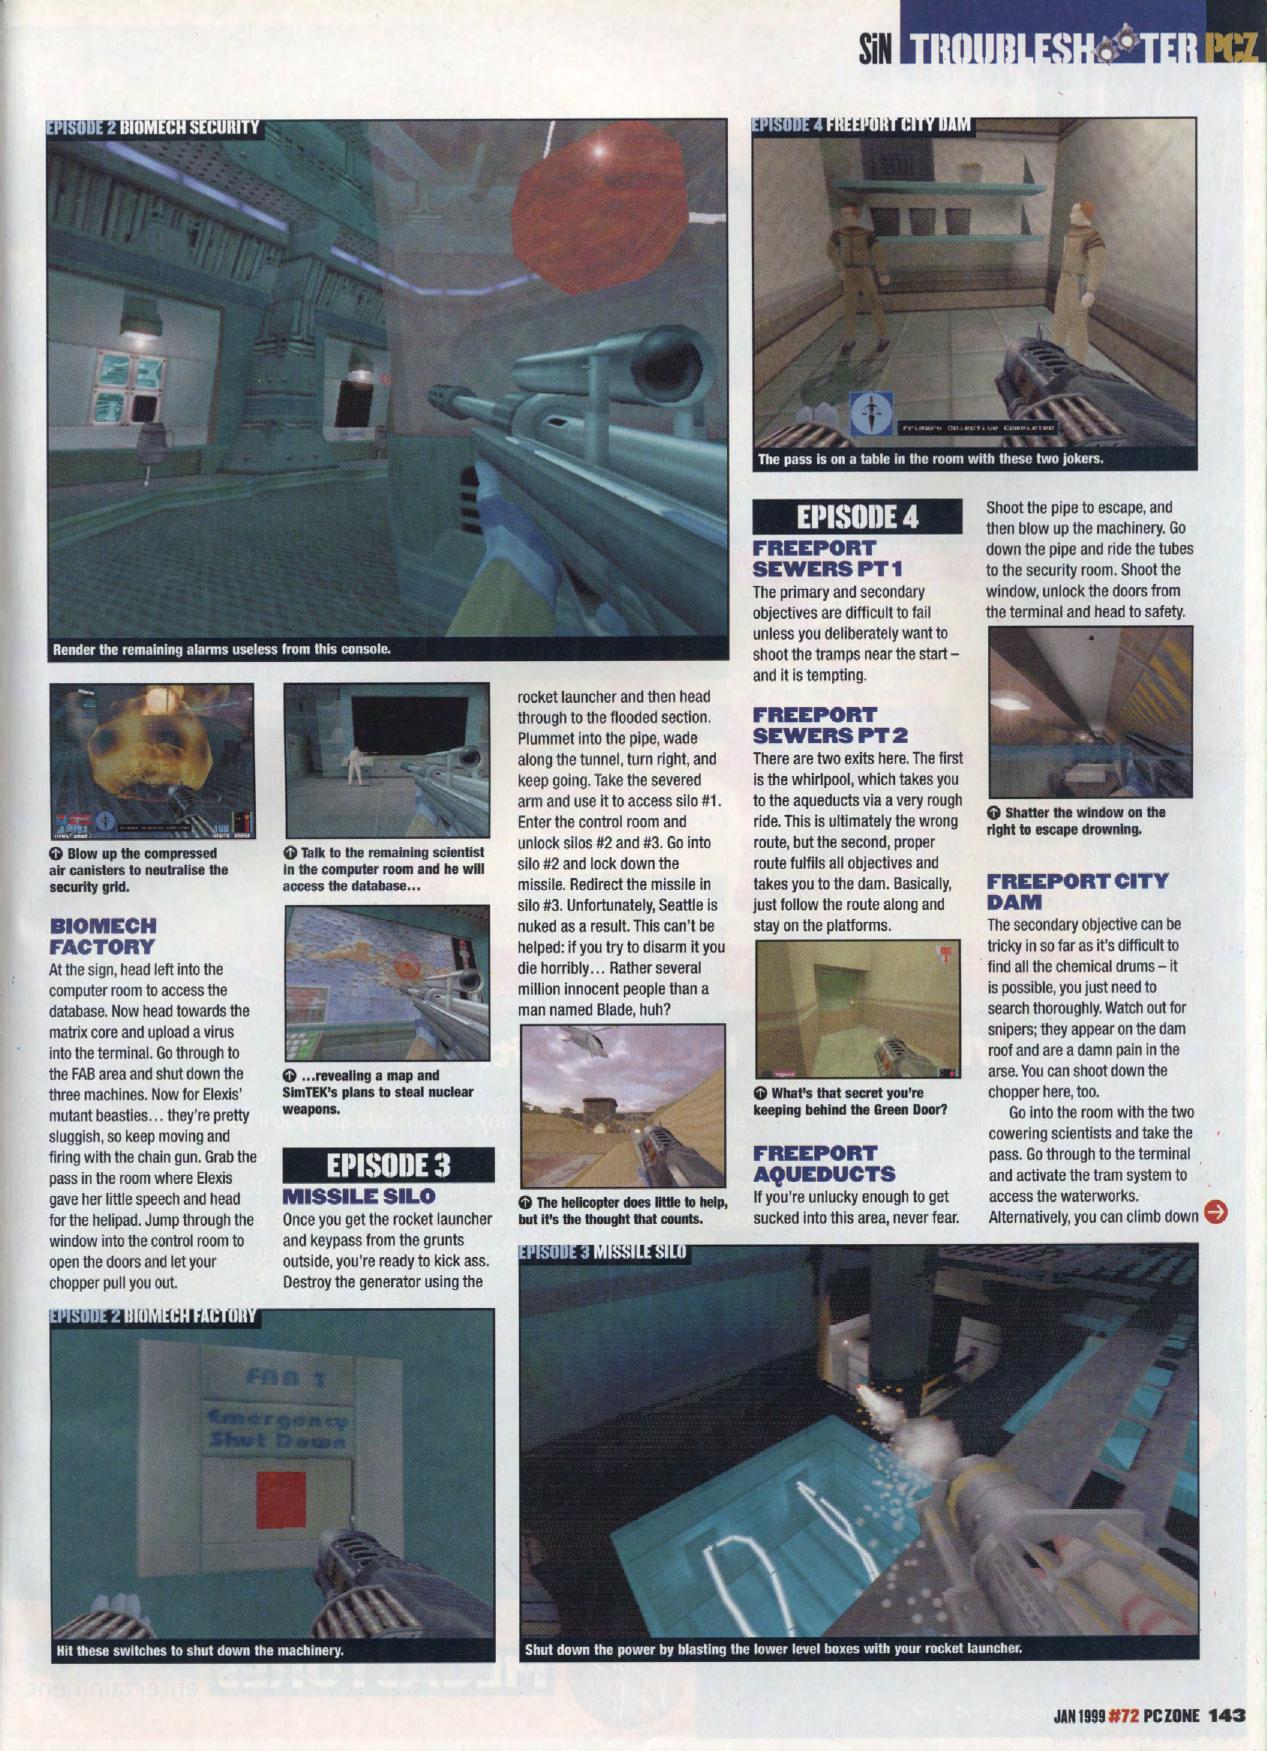 SiN TROUBLESHOOTER PCZ
EPISODE 2 BIOMECH SECURITY
Render the remaining alarms useless from this console.
EPISODE 4 FREEPORT CITY DAM
Primary Objective Completed
The pass is on a table in the room with these two jokers.
Blow up the compressed
air canisters to neutralise the
security grid.
BIOMECH
FACTORY
At the sign, head left into the
computer room to access the
database. Now head towards the
matrix core and upload a virus
into the terminal. Go through to
the FAB area and shut down the
three machines. Now for Elexis'
mutant beasties... they're pretty
sluggish, so keep moving and
firing with the chain gun. Grab the
pass in the room where Elexis
gave her little speech and head
for the helipad. Jump through the
window into the control room to
open the doors and let your
chopper pull you out.
Talk to the remaining scientist
in the computer room and he will
access the database...
...revealing a map and
SimTEK's plans to steal nuclear
weapons.
EPISODE 3
MISSILE SILO
Once you get the rocket launcher
and keypass from the grunts
outside, you're ready to kick ass.
Destroy the generator using the
rocket launcher and then head
through to the flooded section.
Plummet into the pipe, wade
along the tunnel, turn right, and
keep going. Take the severed
arm and use it to access silo #1.
Enter the control room and
unlock silos #2 and #3. Go into
silo #2 and lock down the
missile. Redirect the missile in
silo #3. Unfortunately, Seattle is
nuked as a result. This can't be
helped: if you try to disarm it you
die horribly... Rather several
million innocent people than a
man named Blade, huh?
The helicopter does little to help,
but it's the thought that counts.
EPISODE 4
FREEPORT
SEWERS PT 1
The primary and secondary
objectives are difficult to fail
unless you deliberately want to
shoot the tramps near the start –
and it is tempting.
FREEPORT
SEWERS PT 2
There are two exits here. The first
is the whirlpool, which takes you
to the aqueducts via a very rough
ride. This is ultimately the wrong
route, but the second, proper
route fulfils all objectives and
takes you to the dam. Basically,
just follow the route along and
stay on the platforms.
What's that secret you're
keeping behind the Green Door?
FREEPORT
AQUEDUCTS
If you're unlucky enough to get
sucked into this area, never fear.
Shoot the pipe to escape, and
then blow up the machinery. Go
down the pipe and ride the tubes
to the security room. Shoot the
window, unlock the doors from
the terminal and head to safety.
Shatter the window on the
right to escape drowning.
FREEPORT CITY
DAM
The secondary objective can be
tricky in so far as it's difficult to
find all the chemical drums – it
is possible, you just need to
search thoroughly. Watch out for
snipers; they appear on the dam
roof and are a damn pain in the
arse. You can shoot down the
chopper here, too.
Go into the room with the two
cowering scientists and take the
pass. Go through to the terminal
and activate the tram system to
access the waterworks.
Alternatively, you can climb down
EPISODE 2 BIOMECH FACTORY
FAB 1
Emergency
Shut Down
Hit these switches to shut down the machinery.
EPISODE 3 MISSILE SILO
Shut down the power by blasting the lower level boxes with your rocket launcher.
JAN 1999 #72 PC ZONE 143